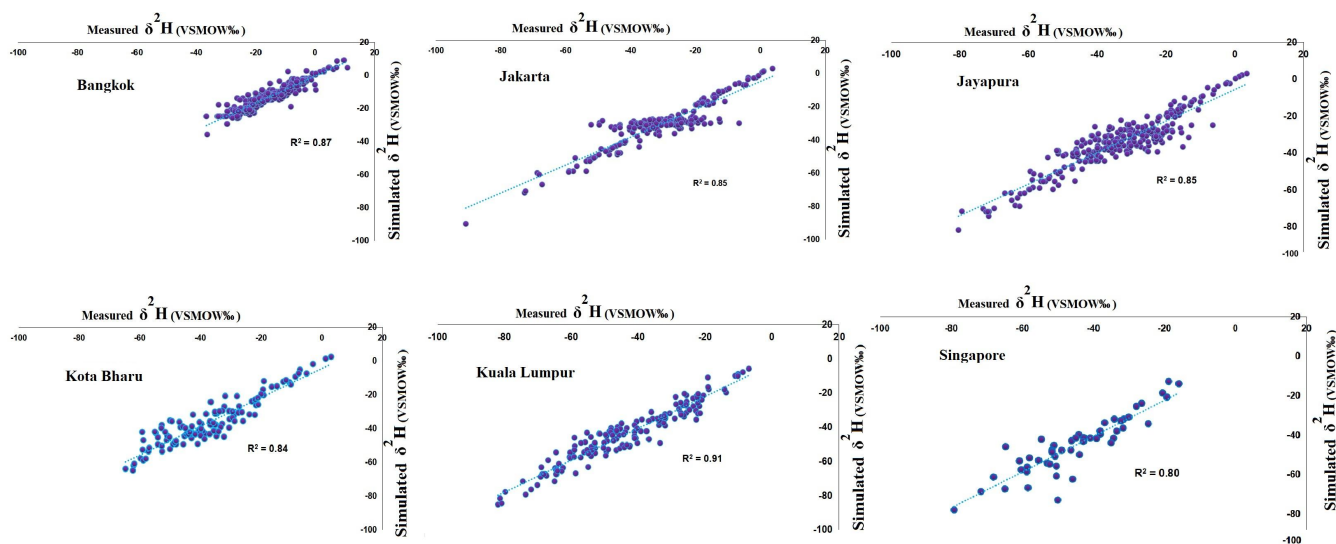 Measured δ²H (VSMOW‰)
-100 -80 -60 -40 -20 0 20
20
0
-20
-40
-60
-80
-100
Bangkok
R² = 0.87
Simulated δ²H (VSMOW‰)
Measured δ²H (VSMOW‰)
-100 -80 -60 -40 -20 0 20
20
0
-20
-40
-60
-80
-100
Jakarta
R² = 0.85
Simulated δ²H (VSMOW‰)
Measured δ²H (VSMOW‰)
-100 -80 -60 -40 -20 0 20
20
0
-20
-40
-60
-80
-100
Jayapura
R² = 0.85
Simulated δ²H (VSMOW‰)
Measured δ²H (VSMOW‰)
-100 -80 -60 -40 -20 0 20
20
0
-20
-40
-60
-80
-100
Kota Bharu
R² = 0.84
Simulated δ²H (VSMOW‰)
Measured δ²H (VSMOW‰)
-100 -80 -60 -40 -20 0 20
20
0
-20
-40
-60
-80
-100
Kuala Lumpur
R² = 0.91
Simulated δ²H (VSMOW‰)
Measured δ²H (VSMOW‰)
-100 -80 -60 -40 -20 0 20
20
0
-20
-40
-60
-80
-100
Singapore
R² = 0.80
Simulated δ²H (VSMOW‰)